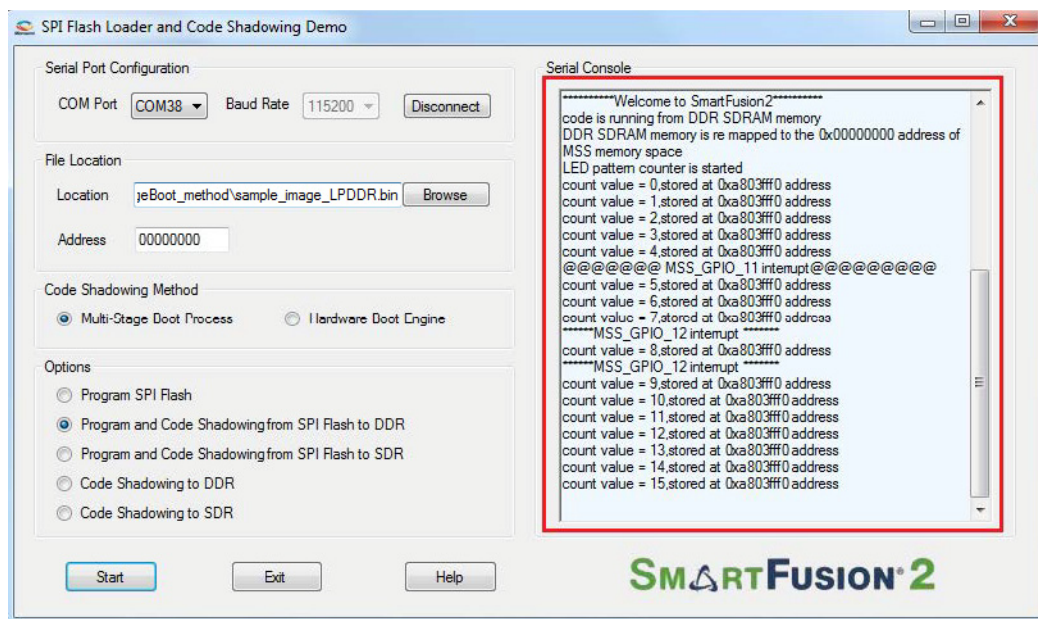 SPI Flash Loader and Code Shadowing Demo
Serial Port Configuration
COM Port COM38 Baud Rate 115200 Disconnect
File Location
Location geBoot_method\sample_image_LPDDR.bin Browse
Address 00000000
Code Shadowing Method
Multi-Stage Boot Process Hardware Boot Engine
Options
Program SPI Flash
Program and Code Shadowing from SPI Flash to DDR
Program and Code Shadowing from SPI Flash to SDR
Code Shadowing to DDR
Code Shadowing to SDR
Start Exit Help
Serial Console
**********Welcome to SmartFusion2**********
code is running from DDR SDRAM memory
DDR SDRAM memory is re mapped to the 0x00000000 address of
MSS memory space
LED pattern counter is started
count value = 0,stored at 0xa803fff0 address
count value = 1,stored at 0xa803fff0 address
count value = 2,stored at 0xa803fff0 address
count value = 3,stored at 0xa803fff0 address
count value = 4,stored at 0xa803fff0 address
@@@@@@@ MSS_GPIO_11 interrupt@@@@@@@@@
count value = 5,stored at 0xa803fff0 address
count value = 6,stored at 0xa803fff0 address
count value = 7,stored at 0xa803fff0 address
******MSS_GPIO_12 interrupt *******
count value = 8,stored at 0xa803fff0 address
******MSS_GPIO_12 interrupt *******
count value = 9,stored at 0xa803fff0 address
count value = 10,stored at 0xa803fff0 address
count value = 11,stored at 0xa803fff0 address
count value = 12,stored at 0xa803fff0 address
count value = 13,stored at 0xa803fff0 address
count value = 14,stored at 0xa803fff0 address
count value = 15,stored at 0xa803fff0 address
SMARTFUSION® 2